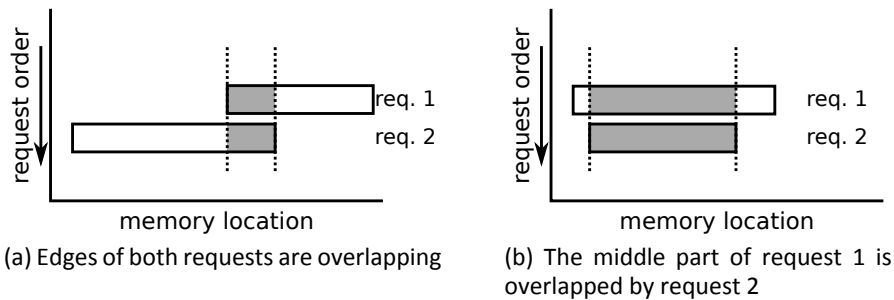 request order
req. 1
req. 2
memory location
(a) Edges of both requests are overlapping
request order
req. 1
req. 2
memory location
(b) The middle part of request 1 is
overlapped by request 2